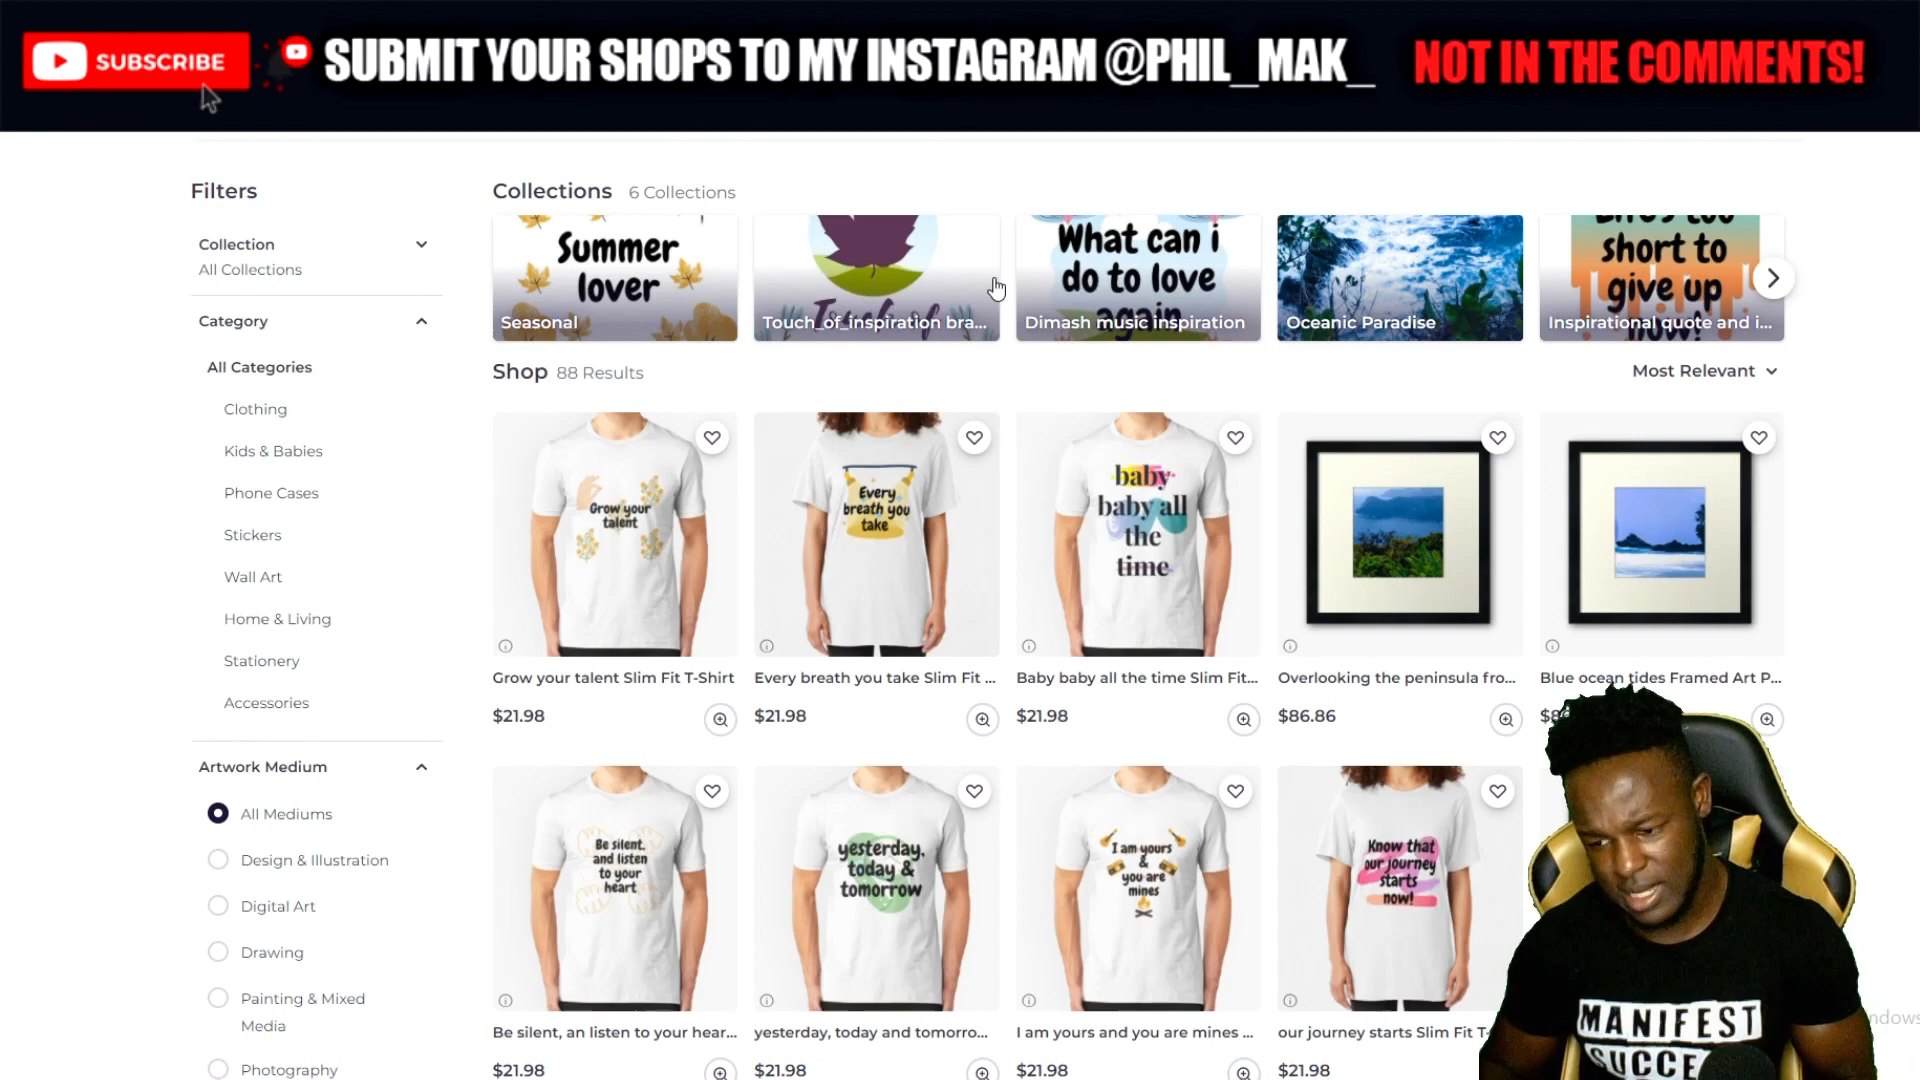 SUBSCRIBE
SUBMIT YOUR SHOPS TO MY INSTAGRAM @PHIL_MAK_ NOT IN THE COMMENTS!
Filters
Collection
All Collections
Category
All Categories
Clothing
Kids & Babies
Phone Cases
Stickers
Wall Art
Home & Living
Stationery
Accessories
Artwork Medium
All Mediums
Design & Illustration
Digital Art
Drawing
Painting & Mixed
Media
Photography
Collections 6 Collections
Summer
lover
Seasonal
Touch of
Touch_of_inspiration bra...
What can i
do to love
again
Dimash music inspiration
Oceanic Paradise
Life's too
short to
give up
now!
Inspirational quote and i...
Shop 88 Results
Most Relevant
Grow your
talent
Every
breath you
take
baby
baby all
the
time
Grow your talent Slim Fit T-Shirt
$21.98
Every breath you take Slim Fit ...
$21.98
Baby baby all the time Slim Fit...
$21.98
Overlooking the peninsula fro...
$86.86
Blue ocean tides Framed Art P...
Be silent,
and listen
to your
heart
yesterday,
today &
tomorrow
I am yours
&
you are
mines
Know that
our journey
starts
now!
Be silent, an listen to your hear...
$21.98
yesterday, today and tomorro...
$21.98
I am yours and you are mines ...
$21.98
our journey starts Slim Fit T-
$21.98
MANIFEST
SUCCE
ndows